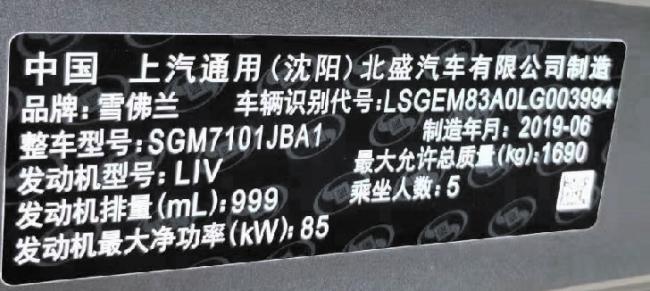 中国 上汽通用(沈阳)北盛汽车有限公司制造
品牌:雪佛兰 车辆识别代号:LSGEM83A0LG003994
整车型号:SGM7101JBA1 制造年月:2019-06
发动机型号:LIV 最大允许总质量(kg):1690
发动机排量(mL):999 乘坐人数:5
发动机最大净功率(kW):85